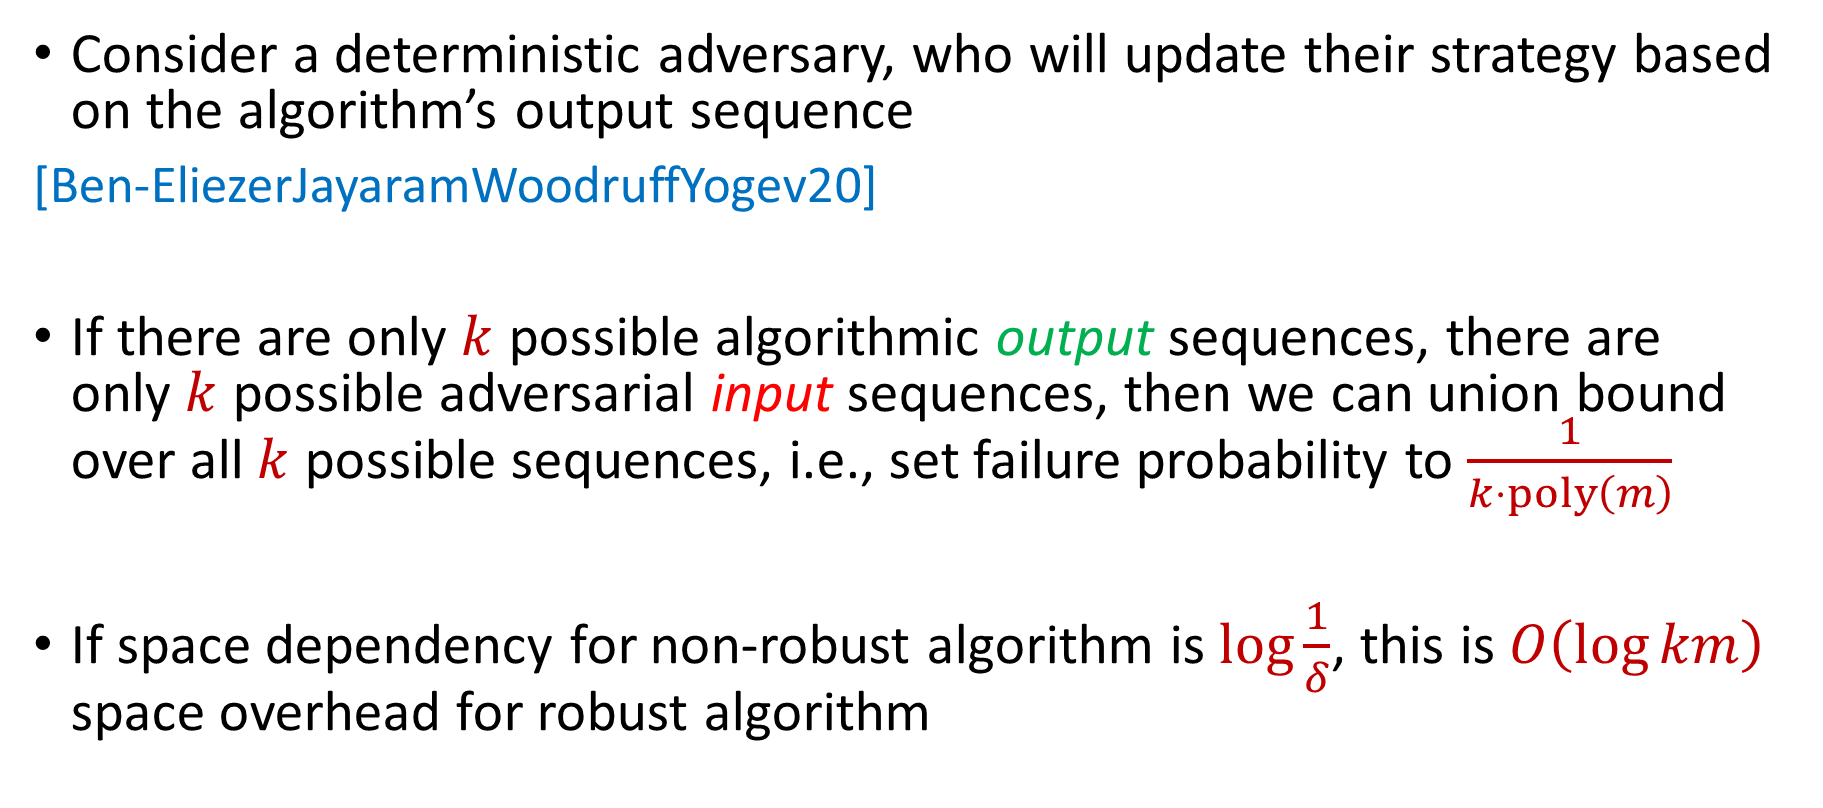 • Consider a deterministic adversary, who will update their strategy based
on the algorithm’s output sequence
[Ben-EliezerJayaramWoodruffYogev20]
• If there are only k possible algorithmic output sequences, there are
only k possible adversarial input sequences, then we can union bound
over all k possible sequences, i.e., set failure probability to 1/(k·poly(m))
• If space dependency for non-robust algorithm is log 1/δ, this is O(log km)
space overhead for robust algorithm